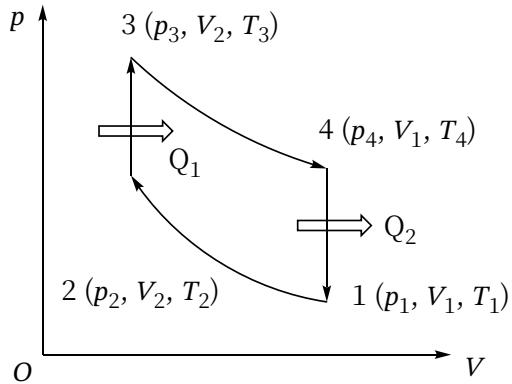 p
3 (p₃, V₂, T₃)
4 (p₄, V₁, T₄)
Q₁
Q₂
2 (p₂, V₂, T₂)
1 (p₁, V₁, T₁)
O
V